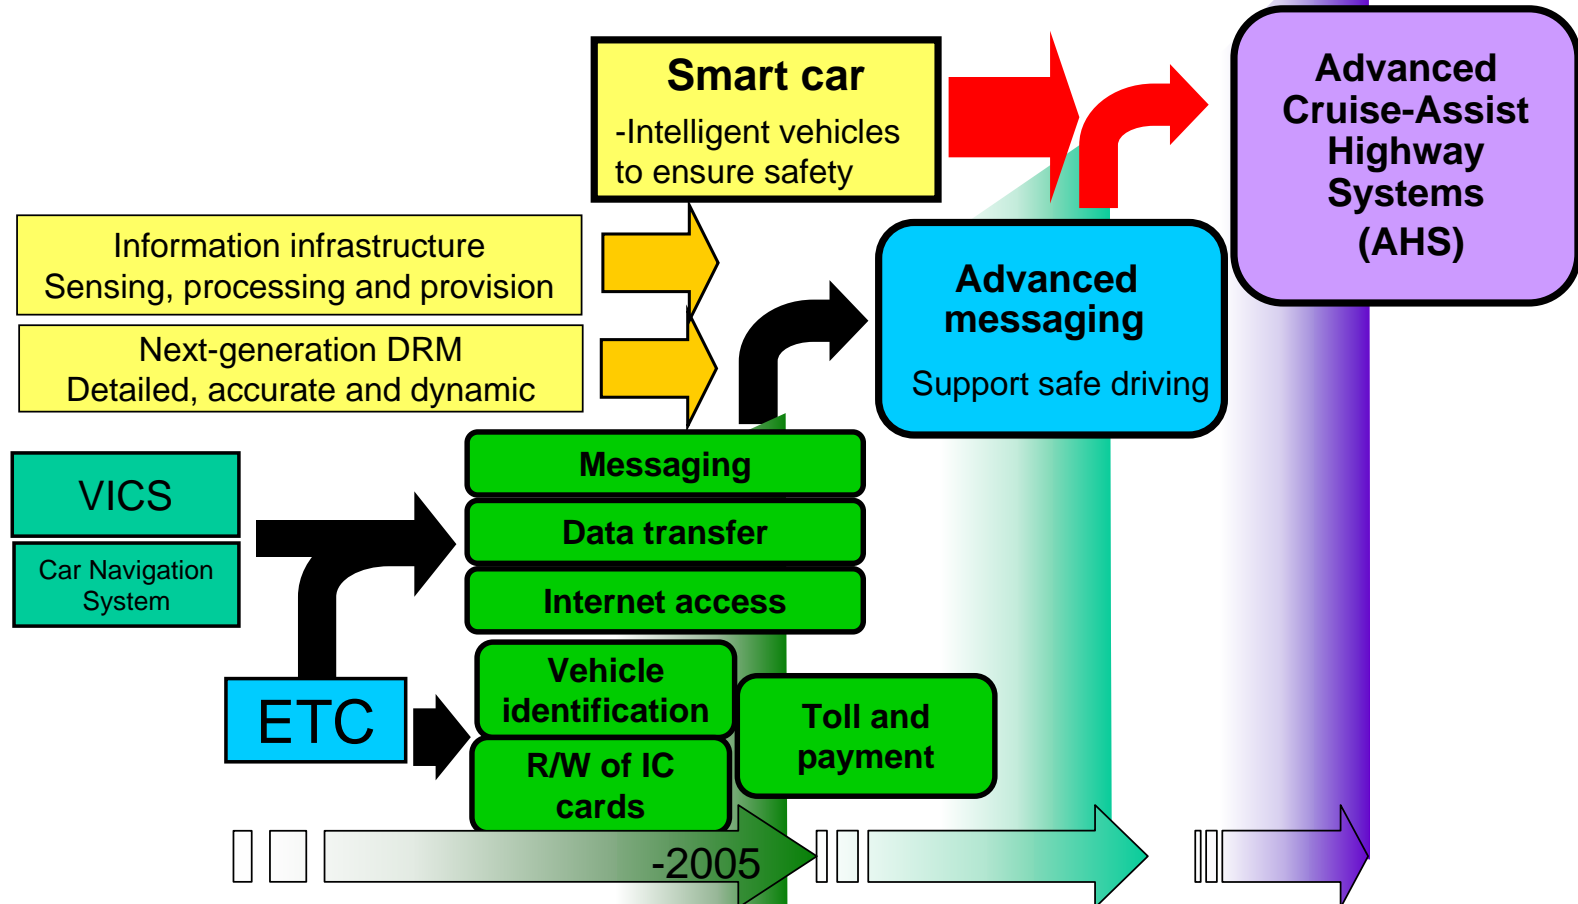 Smart car
-Intelligent vehicles
to ensure safety
Advanced
Cruise-Assist
Highway
Systems
(AHS)
Information infrastructure
Sensing, processing and provision
Next-generation DRM
Detailed, accurate and dynamic
Advanced
messaging
Support safe driving
VICS
Car Navigation
System
Messaging
Data transfer
Internet access
ETC
Vehicle
identification
R/W of IC
cards
Toll and
payment
-2005